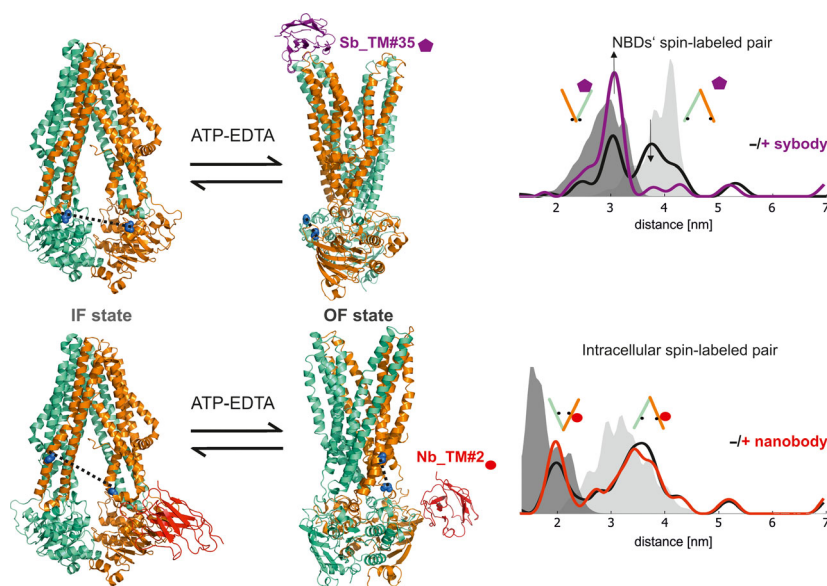 Sb_TM#35
ATP-EDTA
NBDs' spin-labeled pair
–/+ sybody
2 3 4 5 6 7
distance [nm]
IF state
OF state
ATP-EDTA
Nb_TM#2
Intracellular spin-labeled pair
–/+ nanobody
2 3 4 5 6 7
distance [nm]